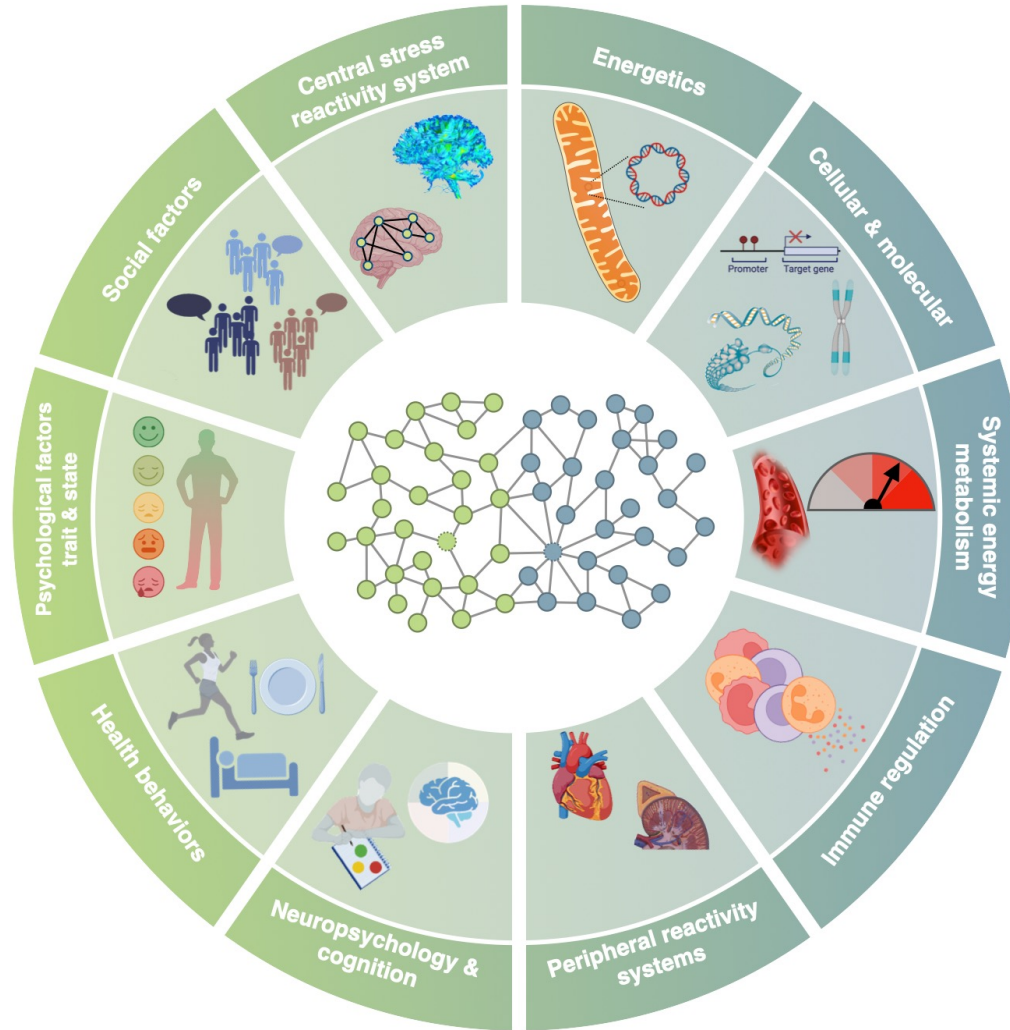 Central stress
reactivity system
Energetics
Cellular & molecular
Promoter
Target gene
Systemic energy
metabolism
Immune regulation
Peripheral reactivity
systems
Neuropsychology &
cognition
Health behaviors
Psychological factors
trait & state
Social factors